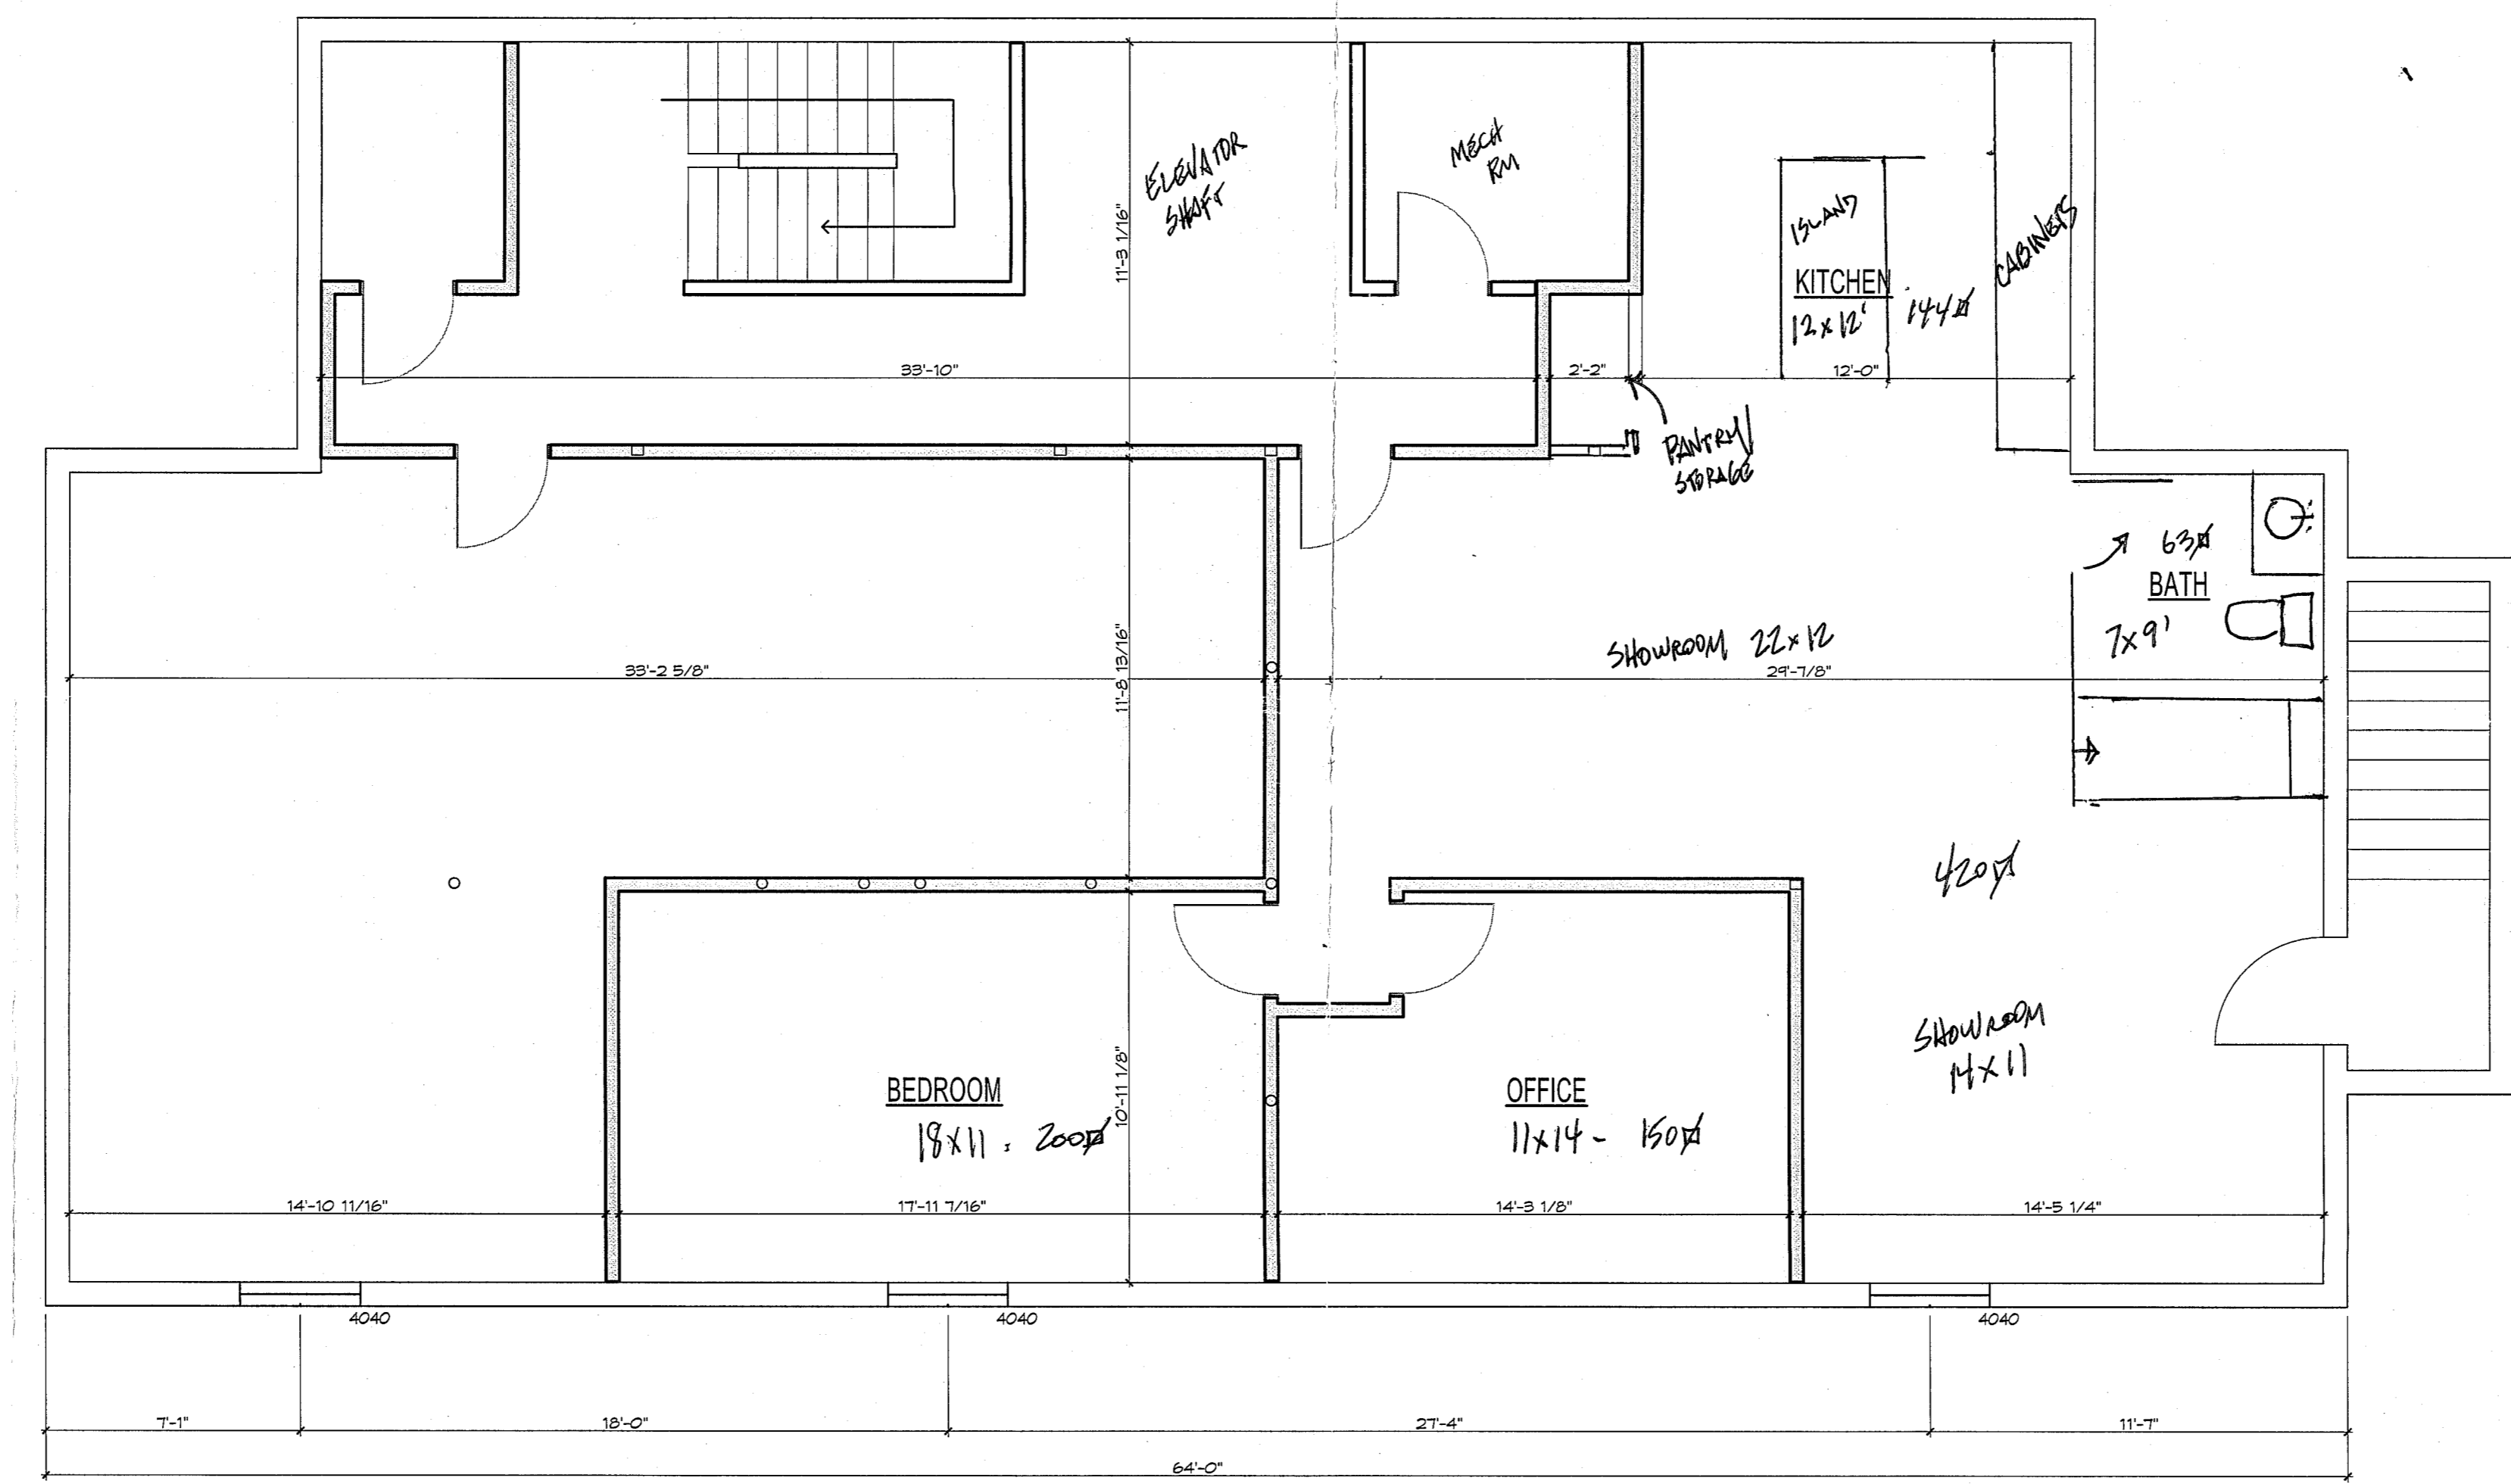 ELEVATOR
SHAFT
MECH
RM
11'-3 1/16"
ISLAND
KITCHEN
12x12'
144⌀
CABINETS
33'-10"
2'-2"
12'-0"
PANTRY/
STORAGE
63⌀
BATH
7x9'
SHOWROOM 22x12
33'-2 5/8"
11'-8 13/16"
29'-7/8"
420⌀
SHOWROOM
14x11
BEDROOM
18X11 . 200⌀
10'-11 1/8"
OFFICE
11x14 - 150⌀
14'-10 11/16"
17'-11 7/16"
14'-3 1/8"
14'-5 1/4"
4040
4040
4040
7'-1"
18'-0"
27'-4"
11'-7"
64'-0"